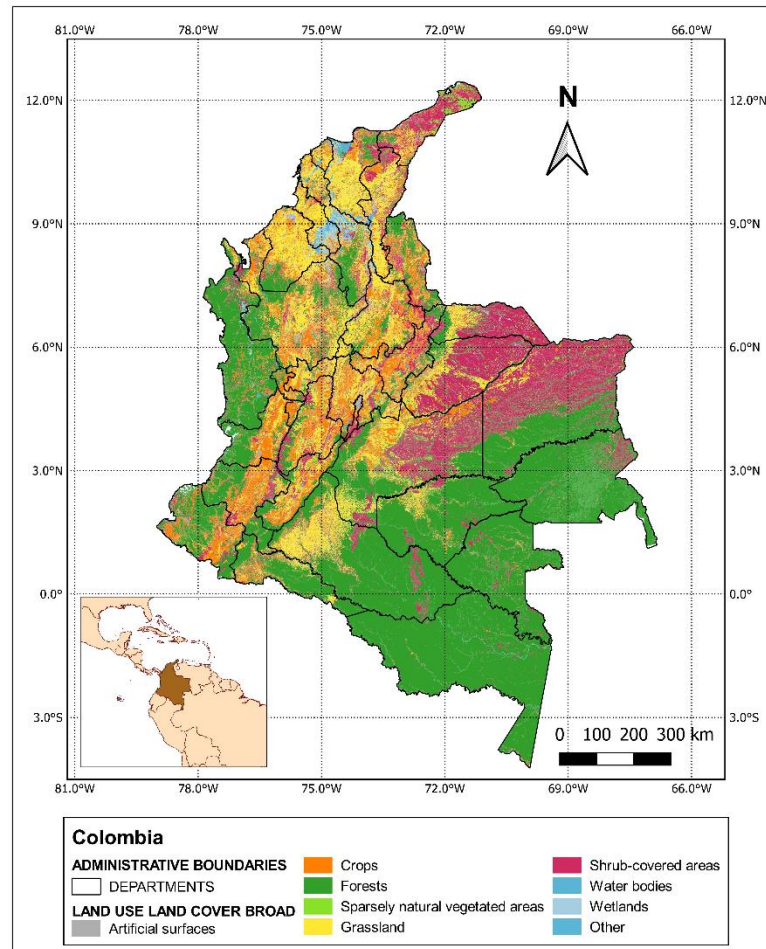 81.0°W 78.0°W 75.0°W 72.0°W 69.0°W 66.0°W
12.0°N 12.0°N
N
9.0°N 9.0°N
6.0°N 6.0°N
3.0°N 3.0°N
0.0° 0.0°
3.0°S 3.0°S
0 100 200 300 km
81.0°W 78.0°W 75.0°W 72.0°W 69.0°W 66.0°W
Colombia
ADMINISTRATIVE BOUNDARIES
DEPARTMENTS
LAND USE LAND COVER BROAD
Artificial surfaces
Crops
Forests
Sparsely natural vegetated areas
Grassland
Shrub-covered areas
Water bodies
Wetlands
Other